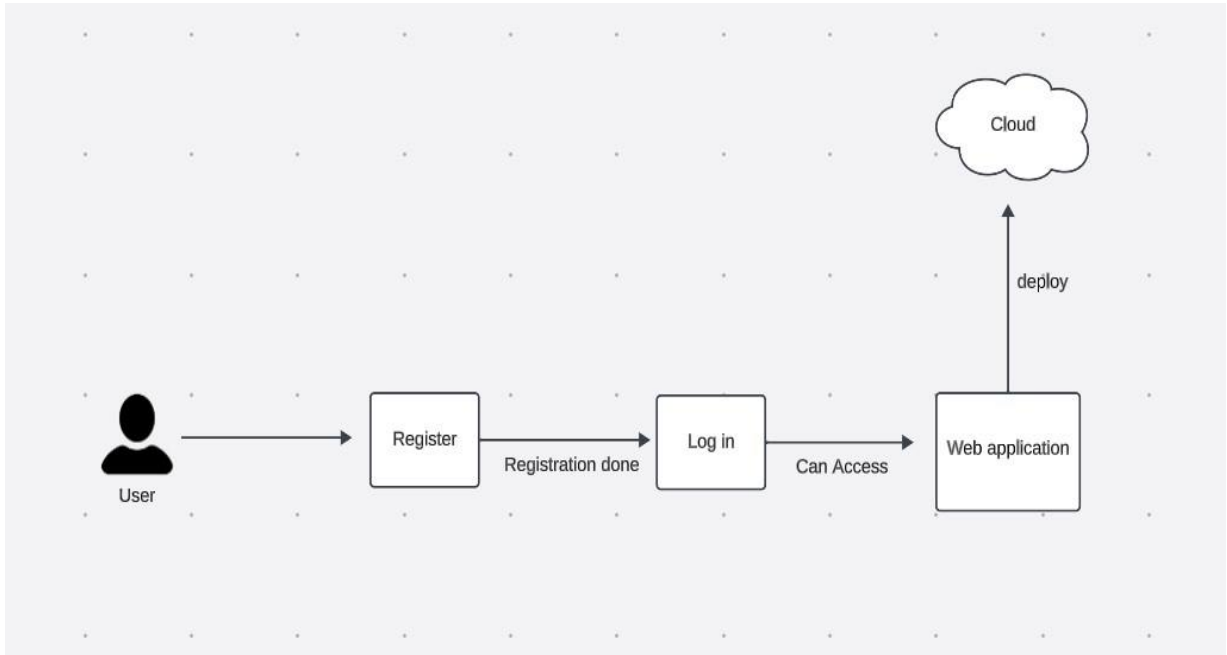 Cloud
deploy
Register
Log in
Web application
Registration done
Can Access
User